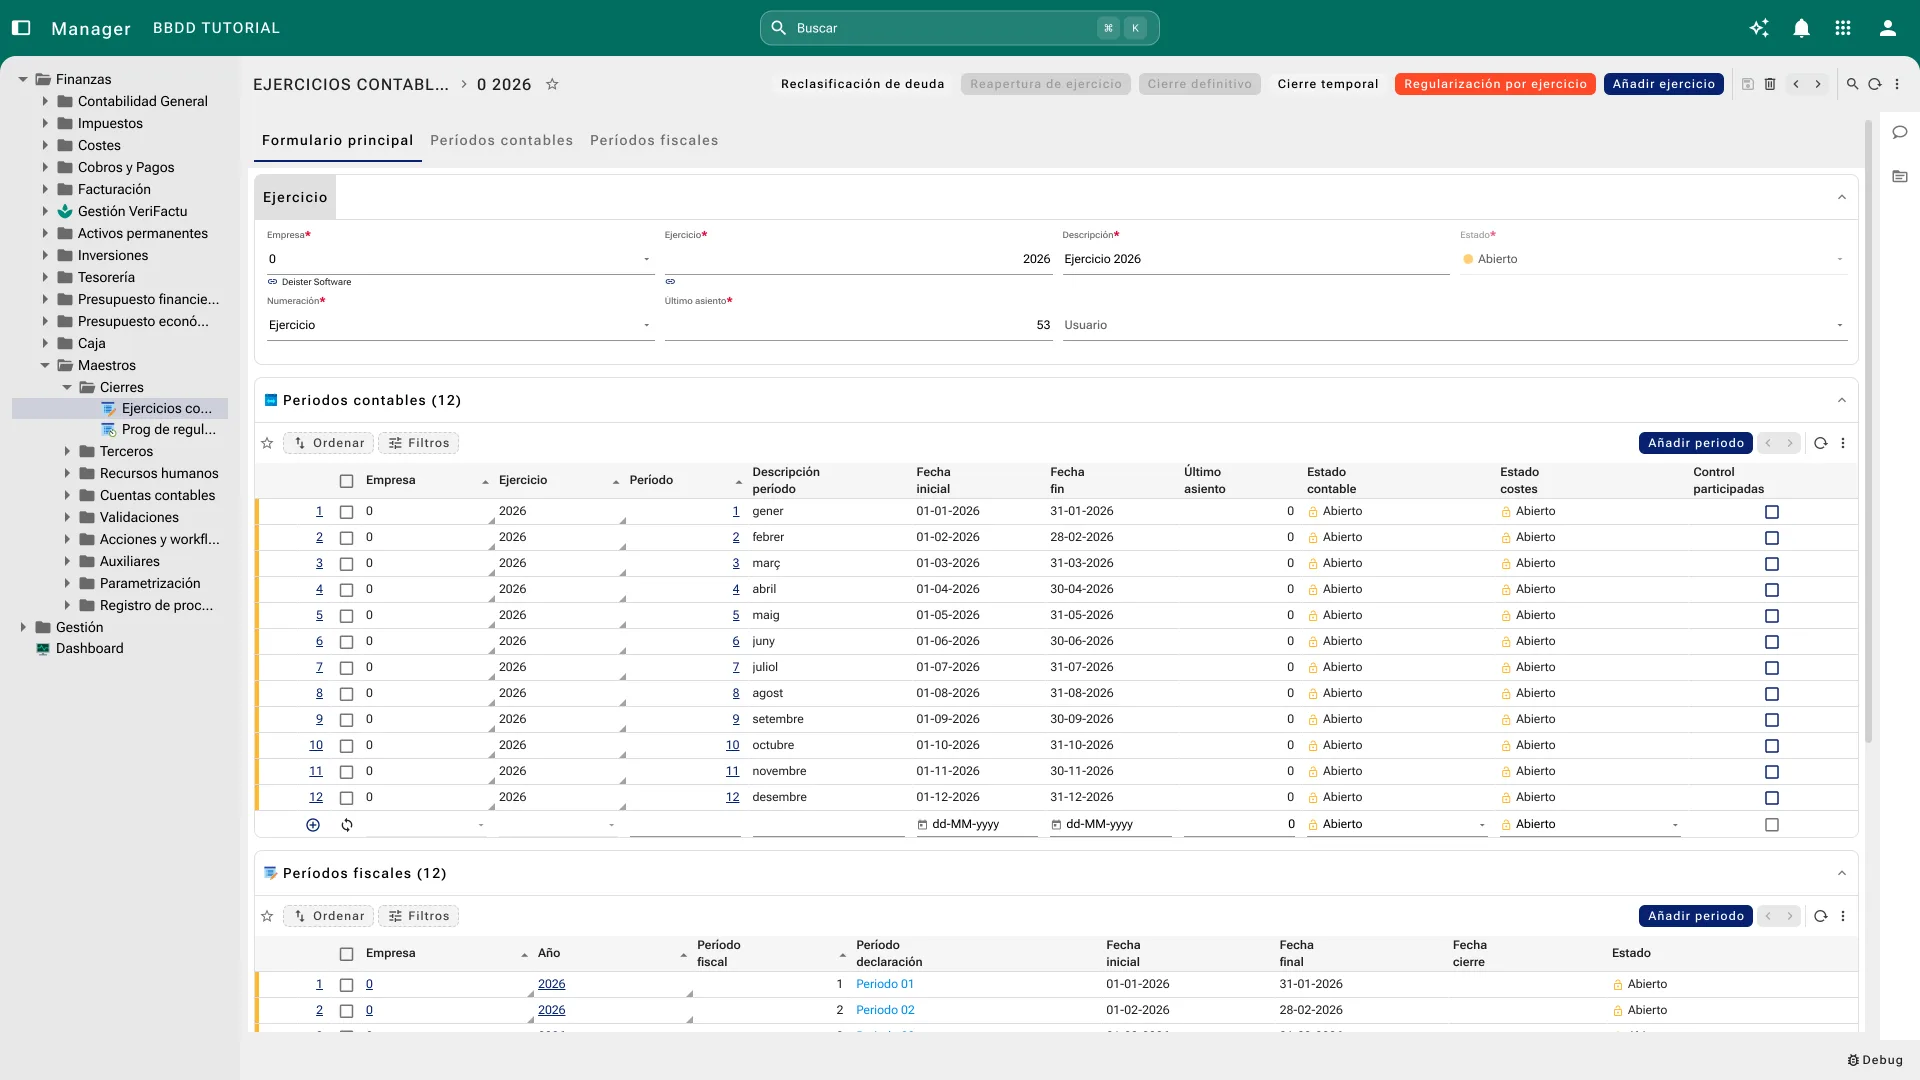 Manager BBDD TUTORIAL
Buscar ⌘ K
Finanzas
Contabilidad General
Impuestos
Costes
Cobros y Pagos
Facturación
Gestión VeriFactu
Activos permanentes
Inversiones
Tesorería
Presupuesto financie...
Presupuesto econó...
Caja
Maestros
Cierres
Ejercicios co...
Prog de regul...
Terceros
Recursos humanos
Cuentas contables
Validaciones
Acciones y workfl...
Auxiliares
Parametrización
Registro de proc...
Gestión
Dashboard
EJERCICIOS CONTABL... > 0 2026
Reclasificación de deuda Reapertura de ejercicio Cierre definitivo Cierre temporal Regularización por ejercicio Añadir ejercicio
Formulario principal Períodos contables Períodos fiscales
Ejercicio
Empresa* Ejercicio* Descripción* Estado*
0 2026 Ejercicio 2026 Abierto
Deister Software
Numeración* Último asiento*
Ejercicio 53 Usuario
Periodos contables (12)
Ordenar Filtros Añadir periodo
Empresa Ejercicio Período Descripción período Fecha inicial Fecha fin Último asiento Estado contable Estado costes Control participadas
1 0 2026 1 gener 01-01-2026 31-01-2026 0 Abierto Abierto
2 0 2026 2 febrer 01-02-2026 28-02-2026 0 Abierto Abierto
3 0 2026 3 març 01-03-2026 31-03-2026 0 Abierto Abierto
4 0 2026 4 abril 01-04-2026 30-04-2026 0 Abierto Abierto
5 0 2026 5 maig 01-05-2026 31-05-2026 0 Abierto Abierto
6 0 2026 6 juny 01-06-2026 30-06-2026 0 Abierto Abierto
7 0 2026 7 juliol 01-07-2026 31-07-2026 0 Abierto Abierto
8 0 2026 8 agost 01-08-2026 31-08-2026 0 Abierto Abierto
9 0 2026 9 setembre 01-09-2026 30-09-2026 0 Abierto Abierto
10 0 2026 10 octubre 01-10-2026 31-10-2026 0 Abierto Abierto
11 0 2026 11 novembre 01-11-2026 30-11-2026 0 Abierto Abierto
12 0 2026 12 desembre 01-12-2026 31-12-2026 0 Abierto Abierto
dd-MM-yyyy dd-MM-yyyy 0 Abierto Abierto
Períodos fiscales (12)
Ordenar Filtros Añadir periodo
Empresa Año Período fiscal Período declaración Fecha inicial Fecha final Fecha cierre Estado
1 0 2026 1 Periodo 01 01-01-2026 31-01-2026 Abierto
2 0 2026 2 Periodo 02 01-02-2026 28-02-2026 Abierto
Debug